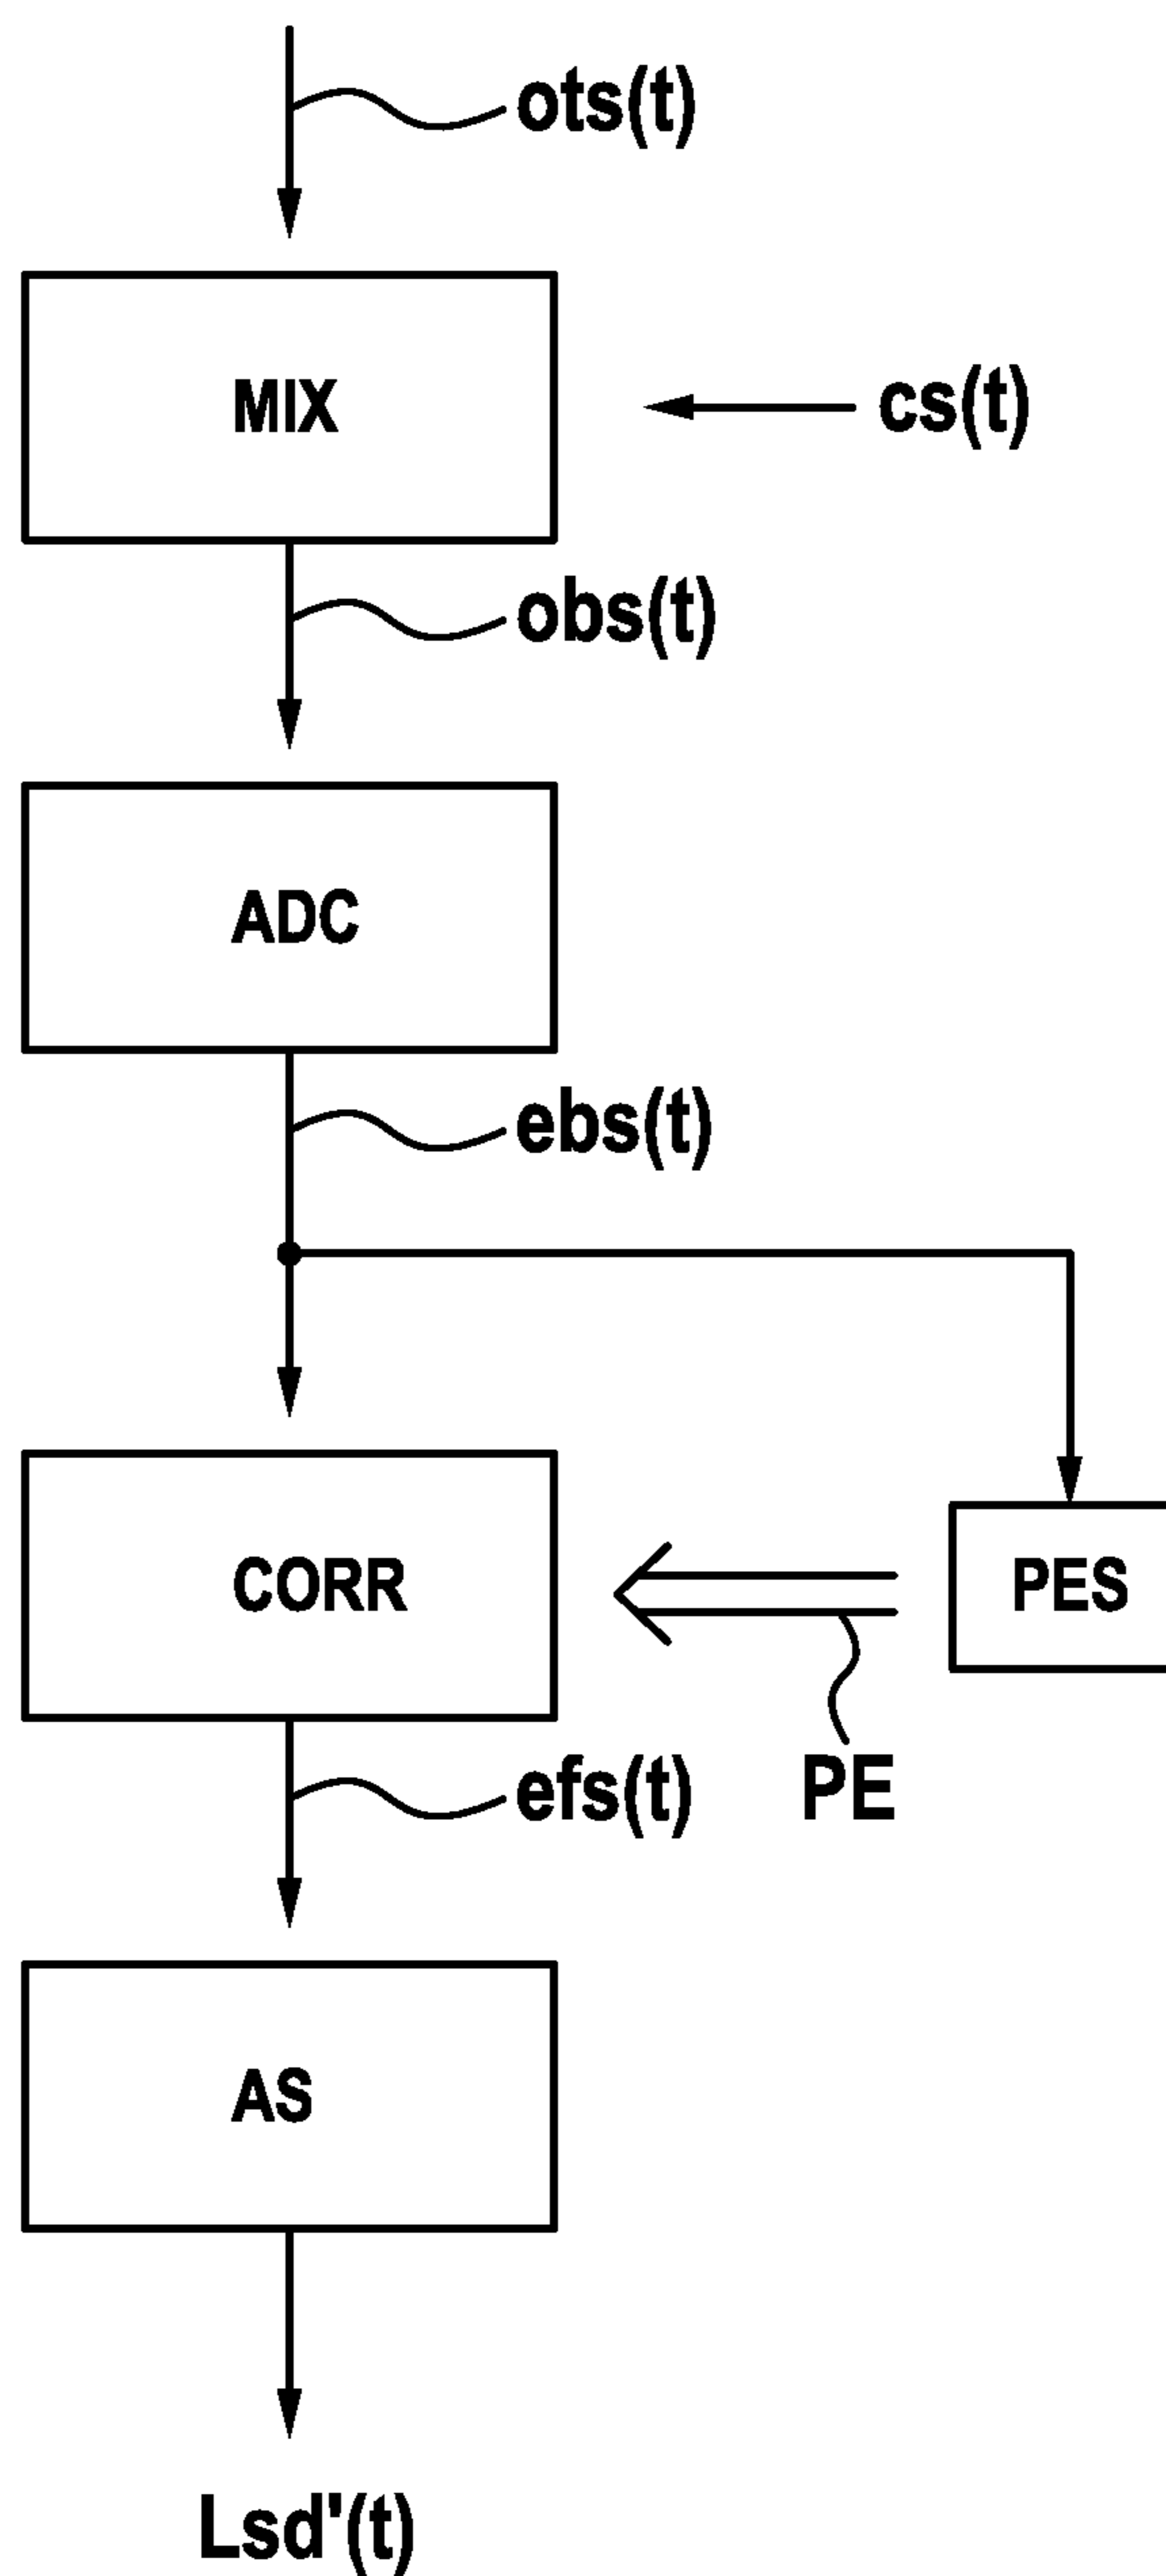 ots(t)
MIX
cs(t)
obs(t)
ADC
ebs(t)
CORR
PES
efs(t)
PE
AS
Lsd'(t)